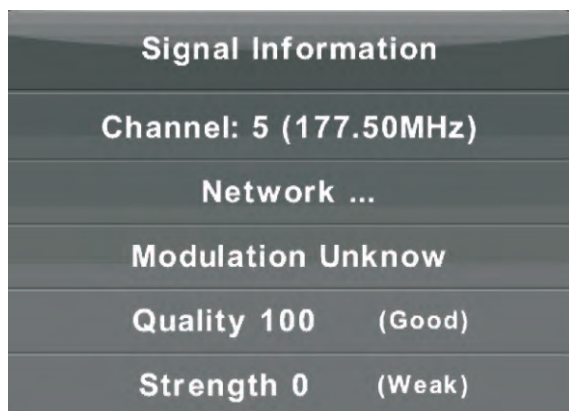 Signal Information
Channel: 5 (177.50MHz)
Network ...
Modulation Unknow
Quality 100 (Good)
Strength 0 (Weak)